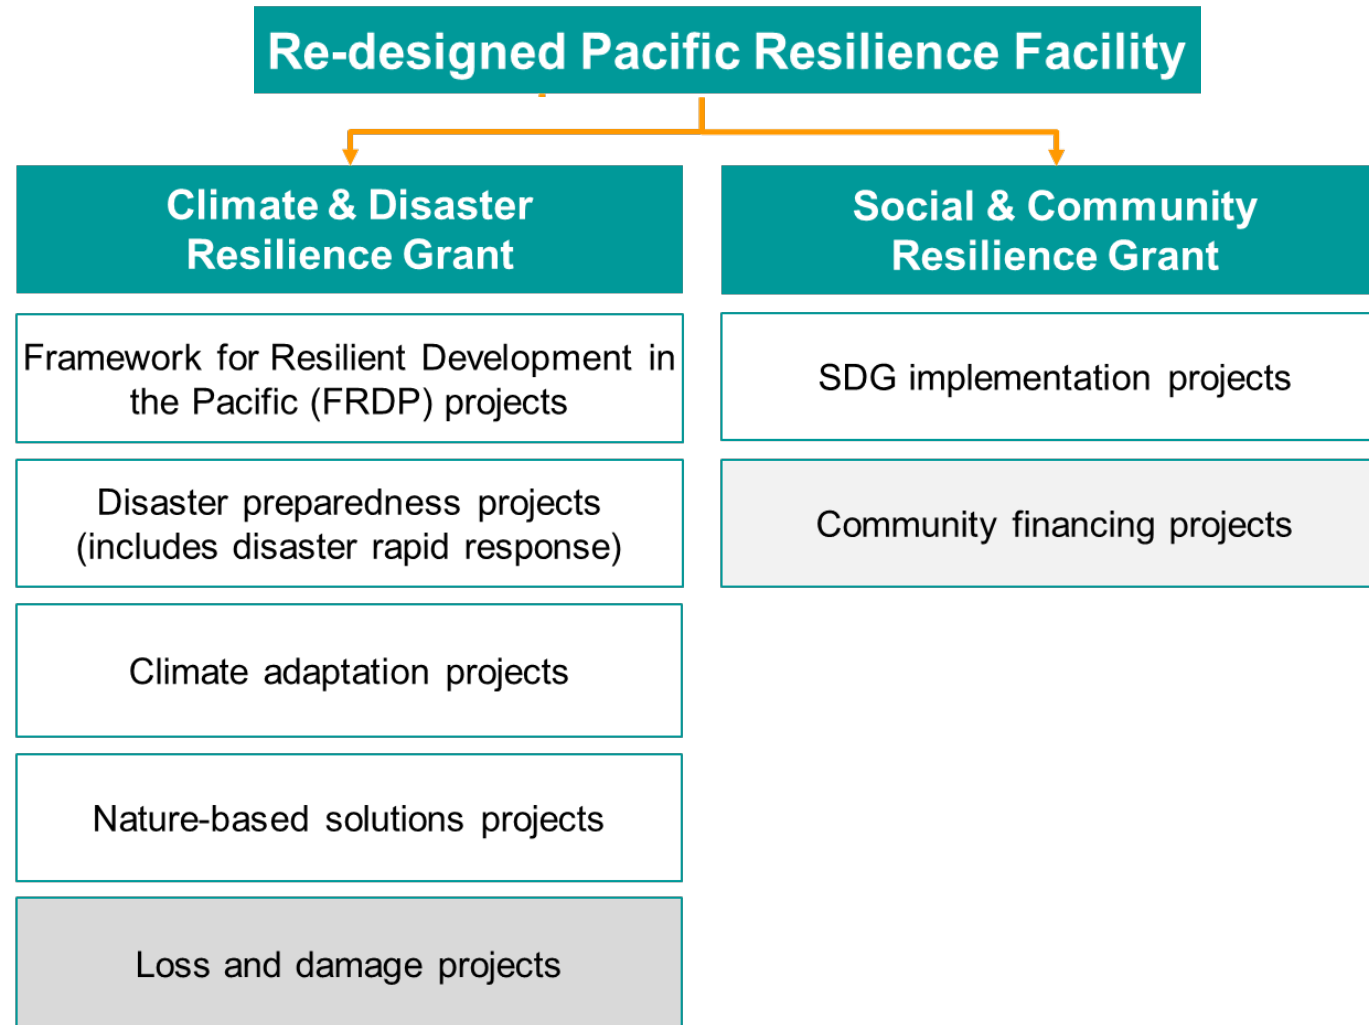 Re-designed Pacific Resilience Facility
Climate & Disaster
Resilience Grant
Framework for Resilient Development in
the Pacific (FRDP) projects
Disaster preparedness projects
(includes disaster rapid response)
Climate adaptation projects
Nature-based solutions projects
Loss and damage projects
Social & Community
Resilience Grant
SDG implementation projects
Community financing projects